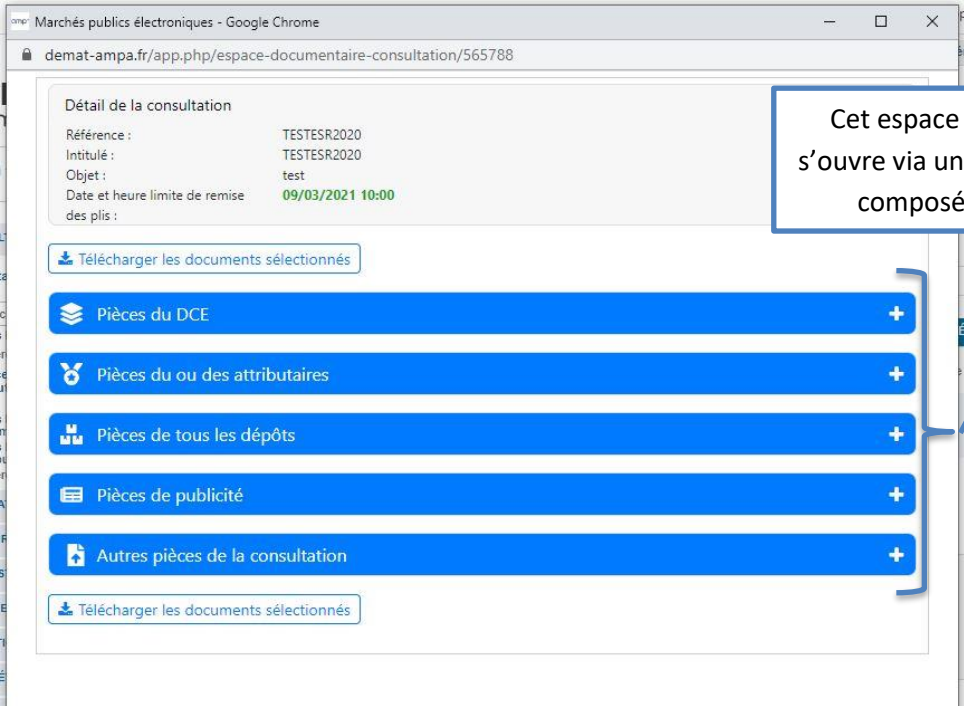 Marchés publics électroniques - Google Chrome
demat-ampa.fr/app.php/espace-documentaire-consultation/565788
Détail de la consultation
Référence : TESTESR2020
Intitulé : TESTESR2020
Objet : test
Date et heure limite de remise 09/03/2021 10:00
des plis :
Cet espace
s’ouvre via un
composé
Télécharger les documents sélectionnés
Pièces du DCE
Pièces du ou des attributaires
Pièces de tous les dépôts
Pièces de publicité
Autres pièces de la consultation
Télécharger les documents sélectionnés